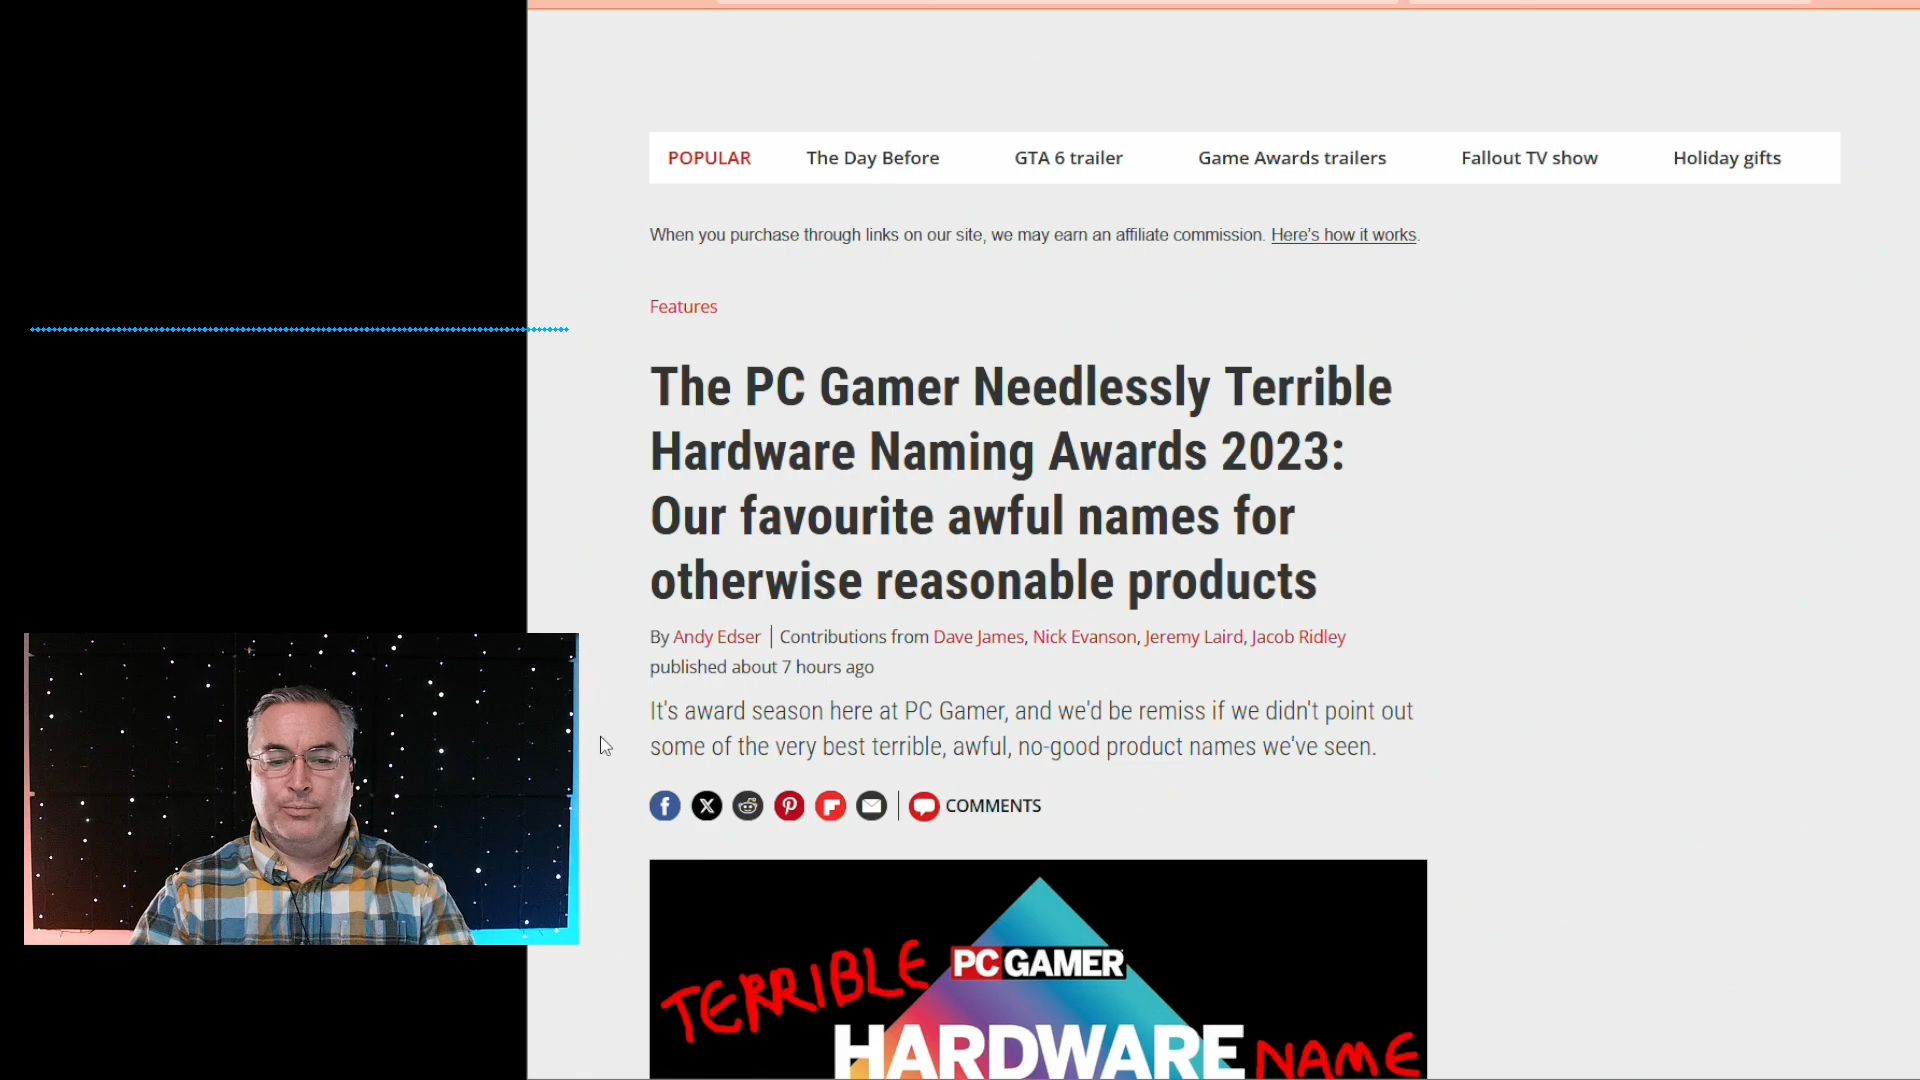 POPULAR The Day Before GTA 6 trailer Game Awards trailers Fallout TV show Holiday gifts
When you purchase through links on our site, we may earn an affiliate commission. Here’s how it works.
Features
The PC Gamer Needlessly Terrible
Hardware Naming Awards 2023:
Our favourite awful names for
otherwise reasonable products
By Andy Edser | Contributions from Dave James, Nick Evanson, Jeremy Laird, Jacob Ridley
published about 7 hours ago
It's award season here at PC Gamer, and we'd be remiss if we didn't point out
some of the very best terrible, awful, no-good product names we've seen.
COMMENTS
TERRIBLE PC GAMER
HARDWARE NAME